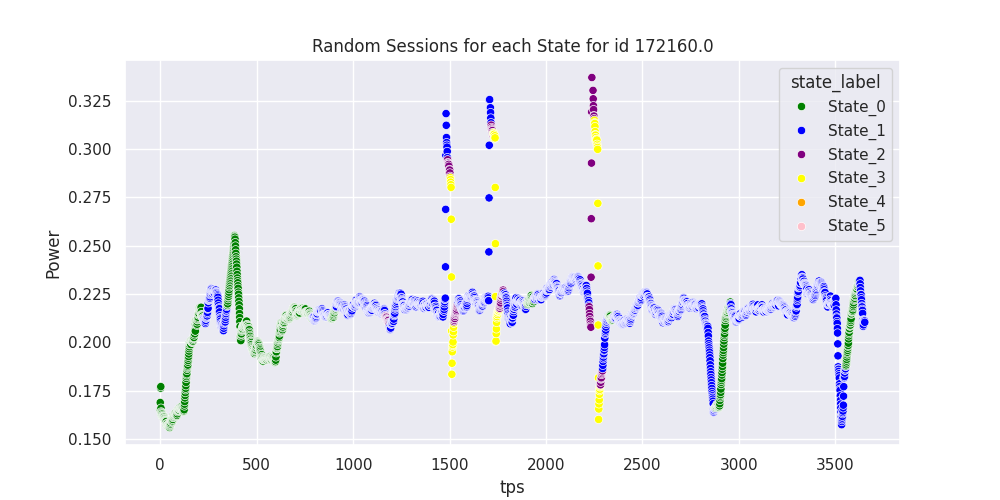 Random Sessions for each State for id 172160.0
state_label
State_0
State_1
State_2
State_3
State_4
State_5
Power
0.325
0.300
0.275
0.250
0.225
0.200
0.175
0.150
0 500 1000 1500 2000 2500 3000 3500
tps